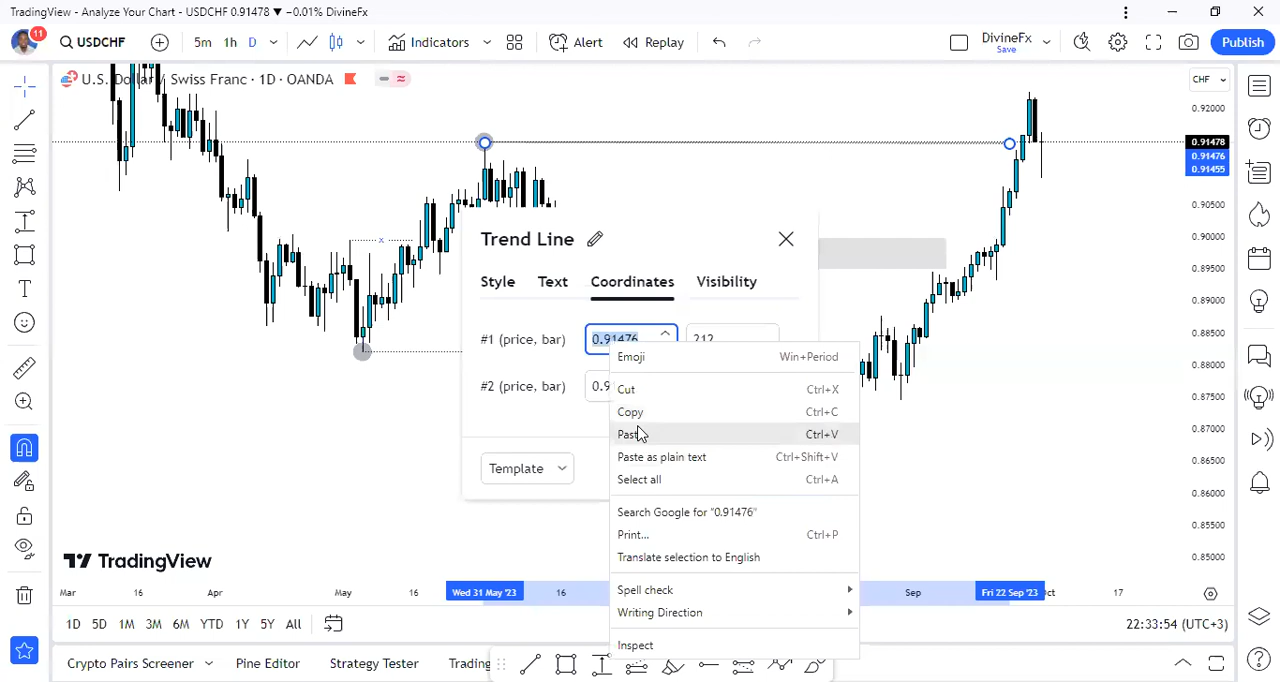 TradingView - Analyze Your Chart - USDCHF 0.91478 ▼ −0.01% DivineFx
11
USDCHF
5m 1h D
Indicators
Alert
Replay
DivineFx
Save
Publish
U.S. Dollar / Swiss Franc · 1D · OANDA
CHF
0.92000
0.91478
0.91476
0.91455
0.90500
0.90000
0.89500
0.89000
0.88500
0.88000
0.87500
0.87000
0.86500
0.86000
0.85500
0.85000
x
Trend Line
Style Text Coordinates Visibility
#1 (price, bar) 0.91476 212
#2 (price, bar) 0.9
Template
Emoji Win+Period
Cut Ctrl+X
Copy Ctrl+C
Paste Ctrl+V
Paste as plain text Ctrl+Shift+V
Select all Ctrl+A
Search Google for “0.91476”
Print... Ctrl+P
Translate selection to English
Spell check
Writing Direction
Inspect
TradingView
Mar 16 Apr 16 May 16 Wed 31 May '23 16 Sep Fri 22 Sep '23 ct 17
1D 5D 1M 3M 6M YTD 1Y 5Y All
22:33:54 (UTC+3)
Crypto Pairs Screener Pine Editor Strategy Tester Trading